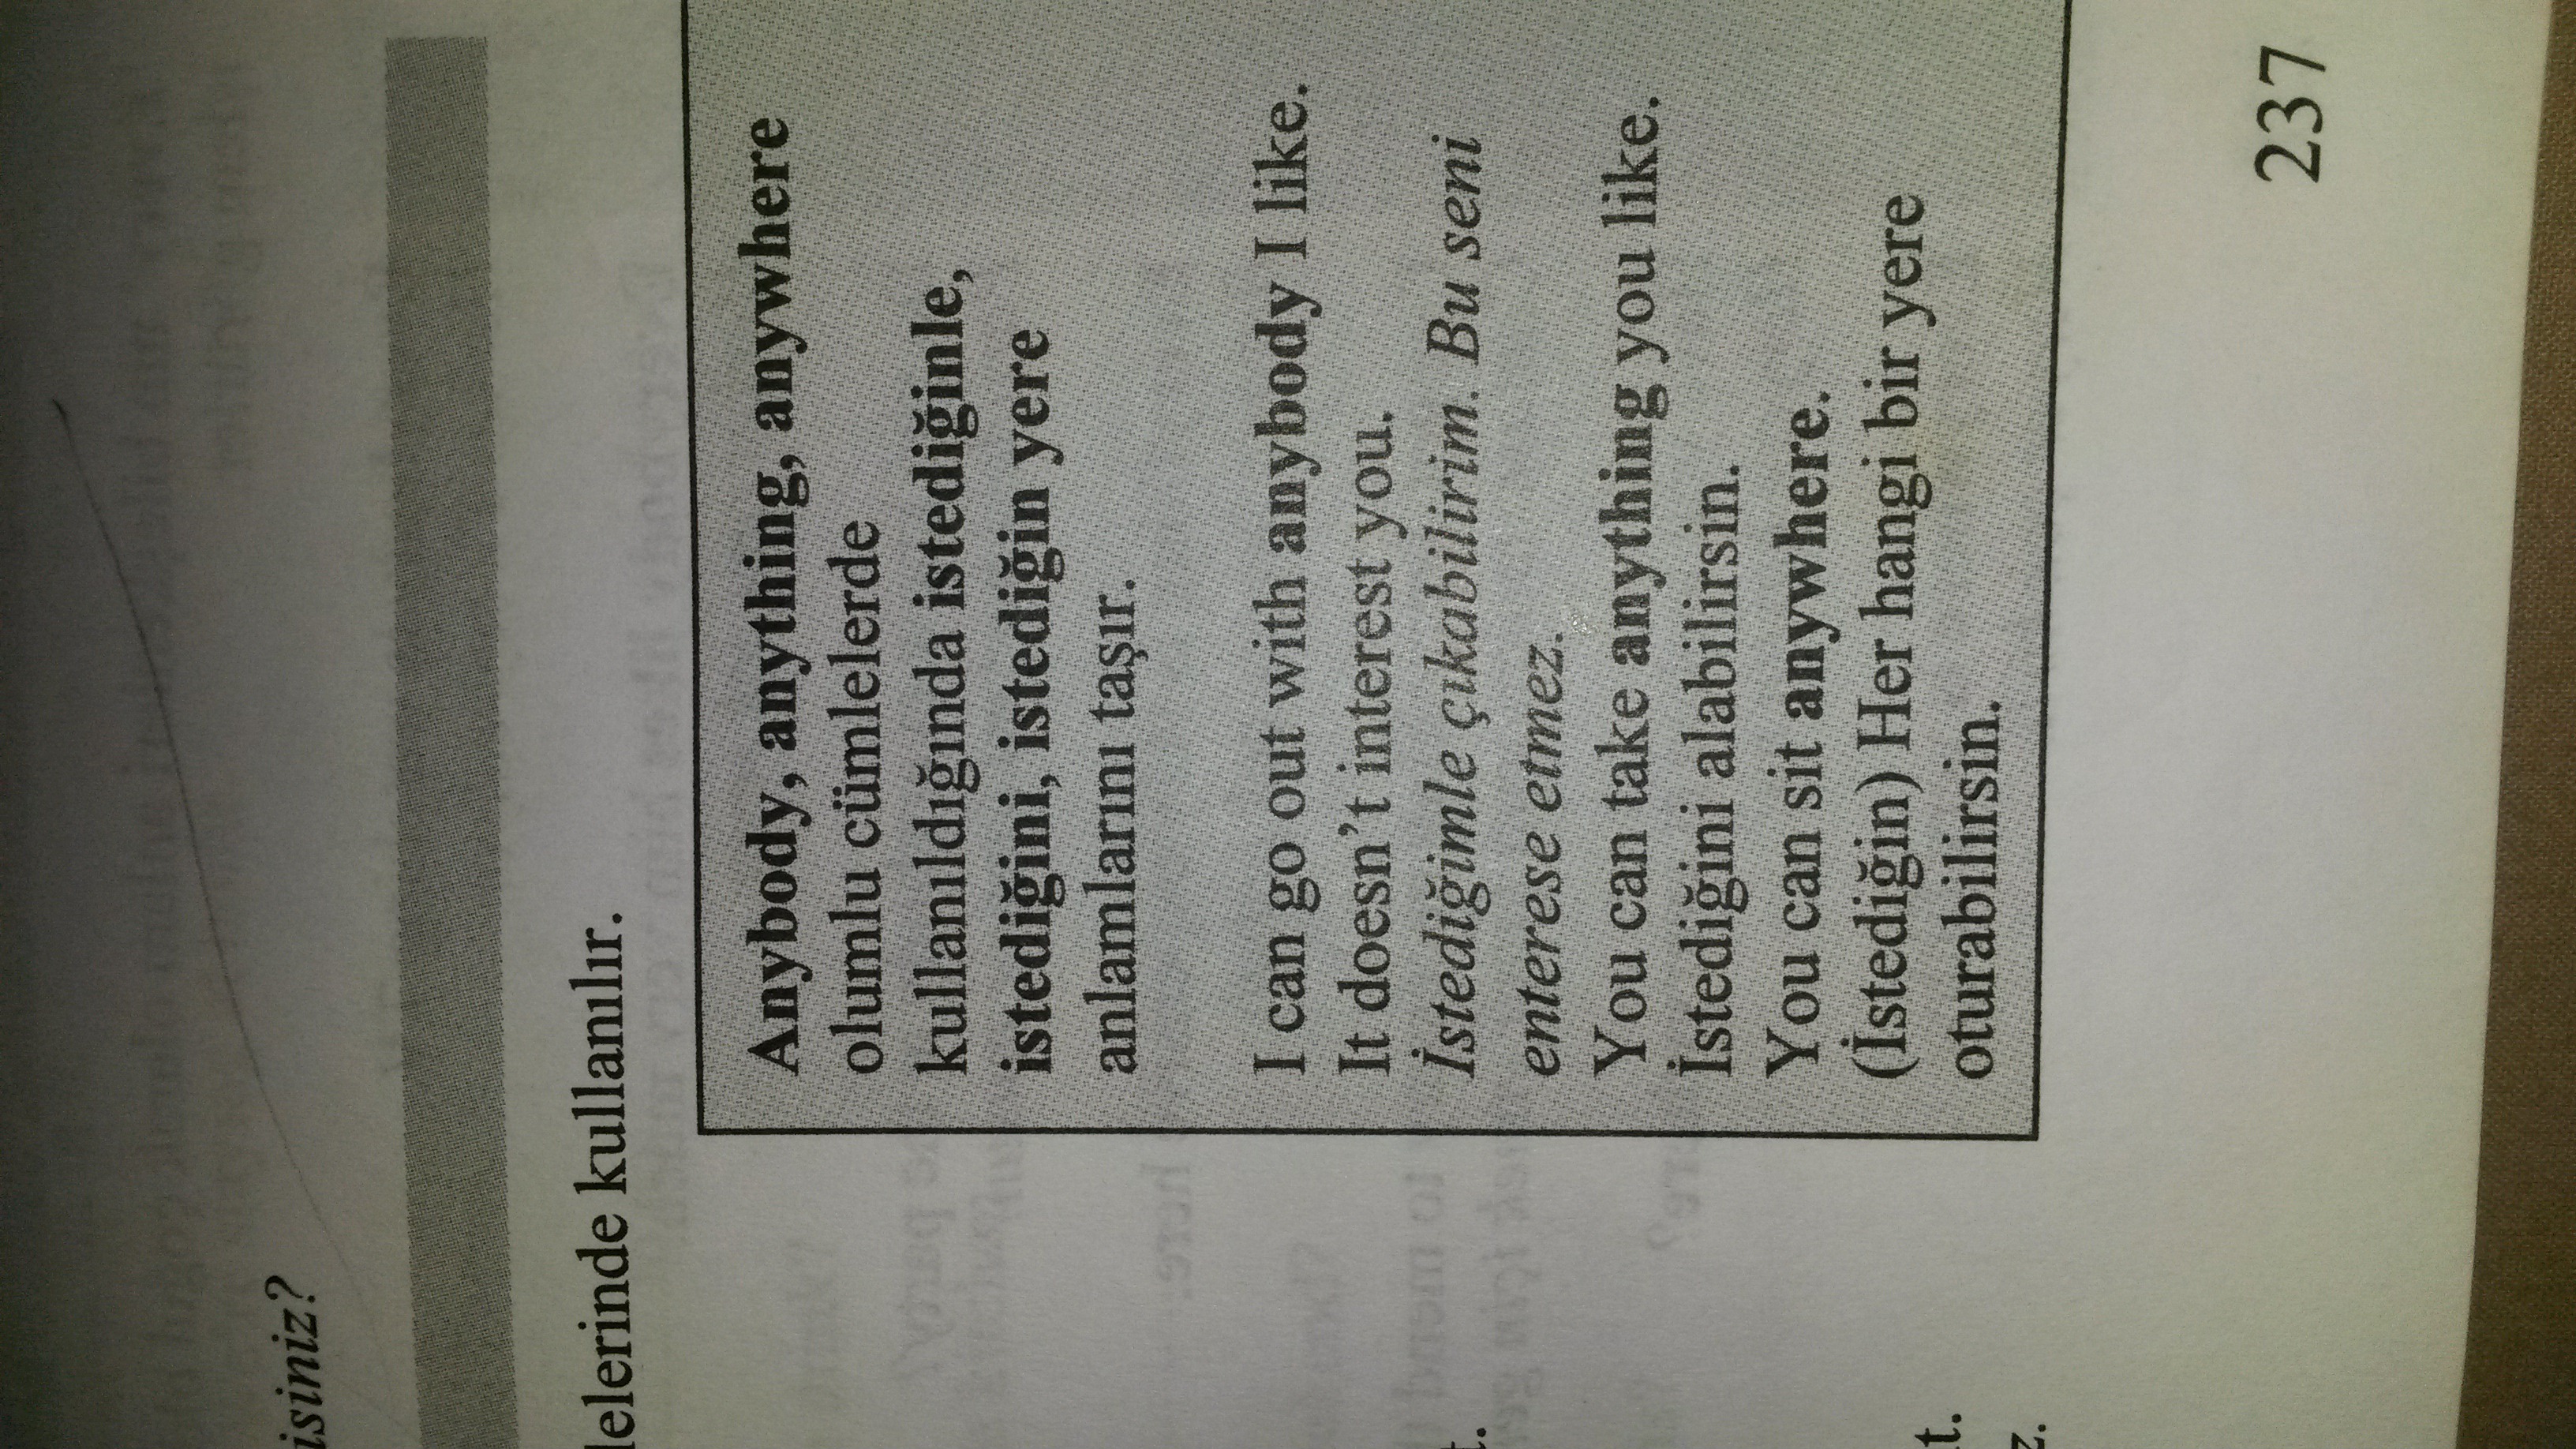 isiniz?
lelerinde kullanılır.
Anybody, anything, anywhere
olumlu cümlelerde
kullanıldığında istediğinle,
istediğini, istediğin yere
anlamlarını taşır.
I can go out with anybody I like.
It doesn't interest you.
İstediğimle çıkabilirim. Bu seni
enterese etmez.
You can take anything you like.
İstediğini alabilirsin.
You can sit anywhere.
(İstediğin) Her hangi bir yere
oturabilirsin.
t.
t.
z.
237